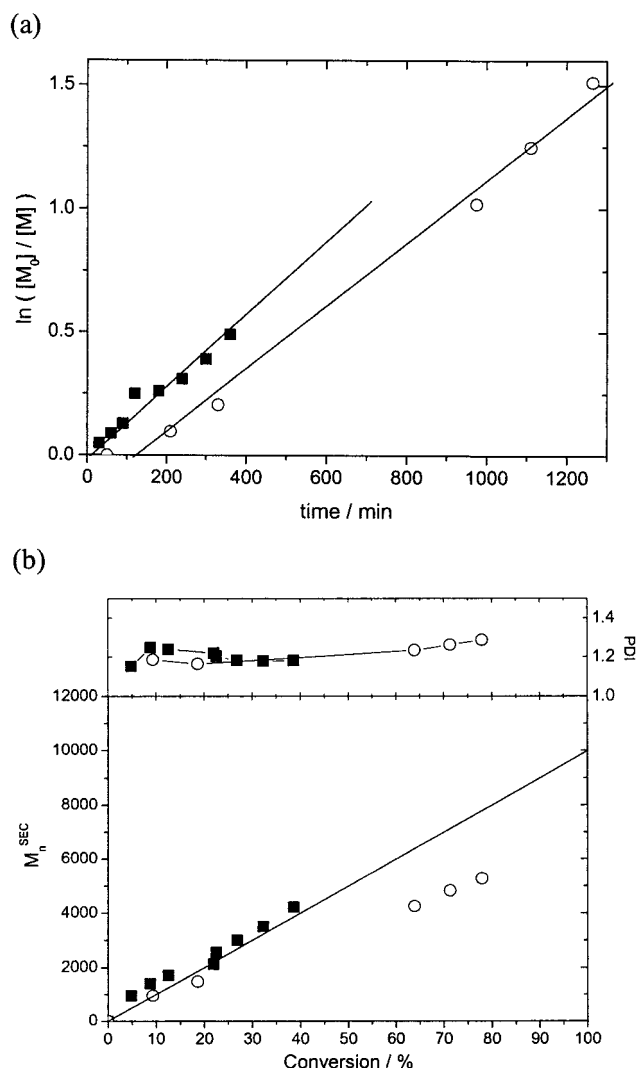 (a)
1.5
1.0
0.5
0.0
ln ( [M₀] / [M] )
0 200 400 600 800 1000 1200
time / min
(b)
1.4
1.2
1.0
PDI
12000
10000
8000
6000
4000
2000
0
Mₙ^SEC
0 10 20 30 40 50 60 70 80 90 100
Conversion / %